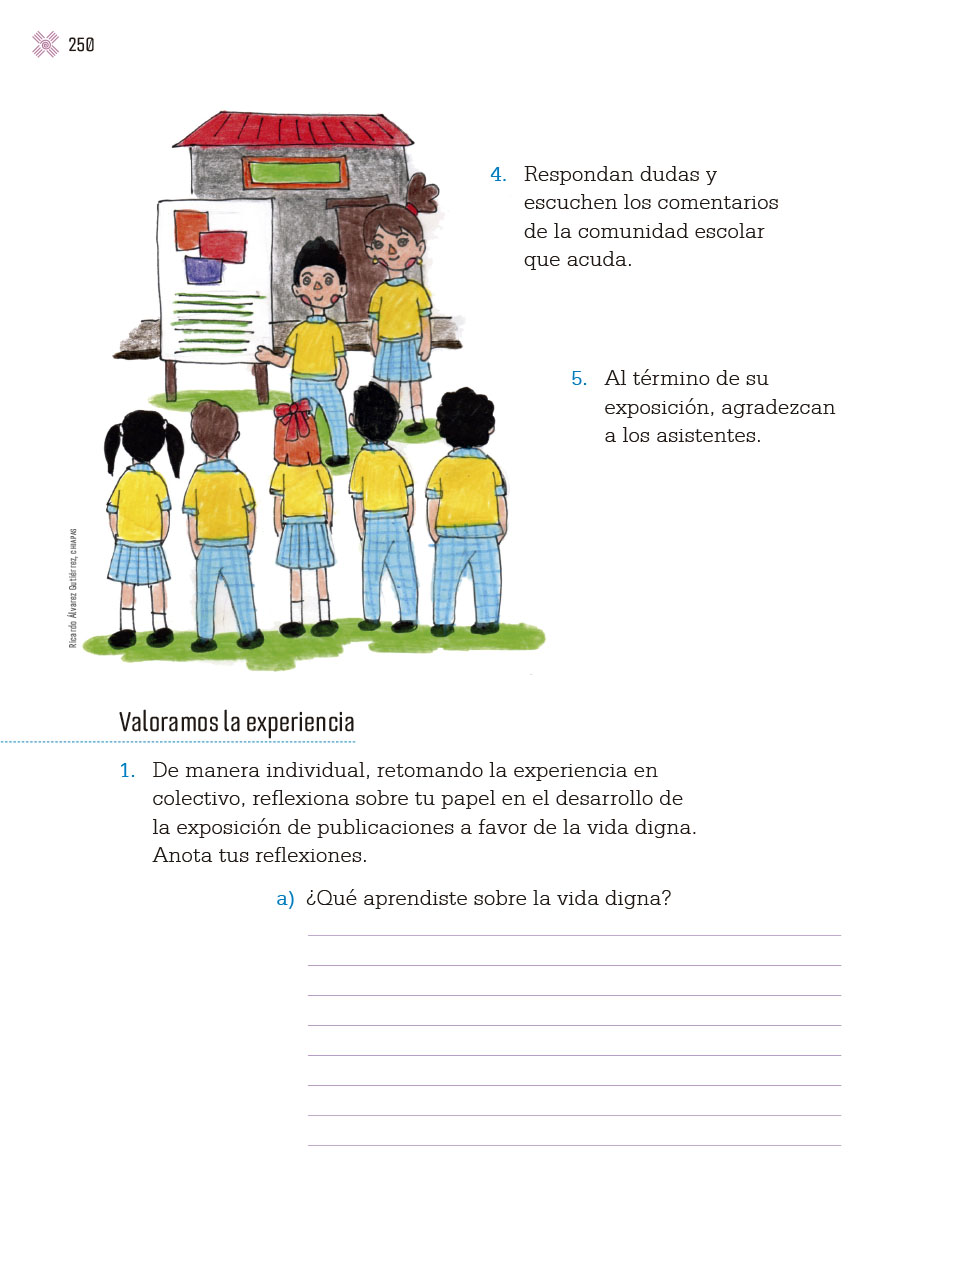 250
4. Respondan dudas y
escuchen los comentarios
de la comunidad escolar
que acuda.
5. Al término de su
exposición, agradezcan
a los asistentes.
Ricardo Álvarez Gutiérrez, CHIAPAS
Valoramos la experiencia
1. De manera individual, retomando la experiencia en
colectivo, reflexiona sobre tu papel en el desarrollo de
la exposición de publicaciones a favor de la vida digna.
Anota tus reflexiones.
a) ¿Qué aprendiste sobre la vida digna?